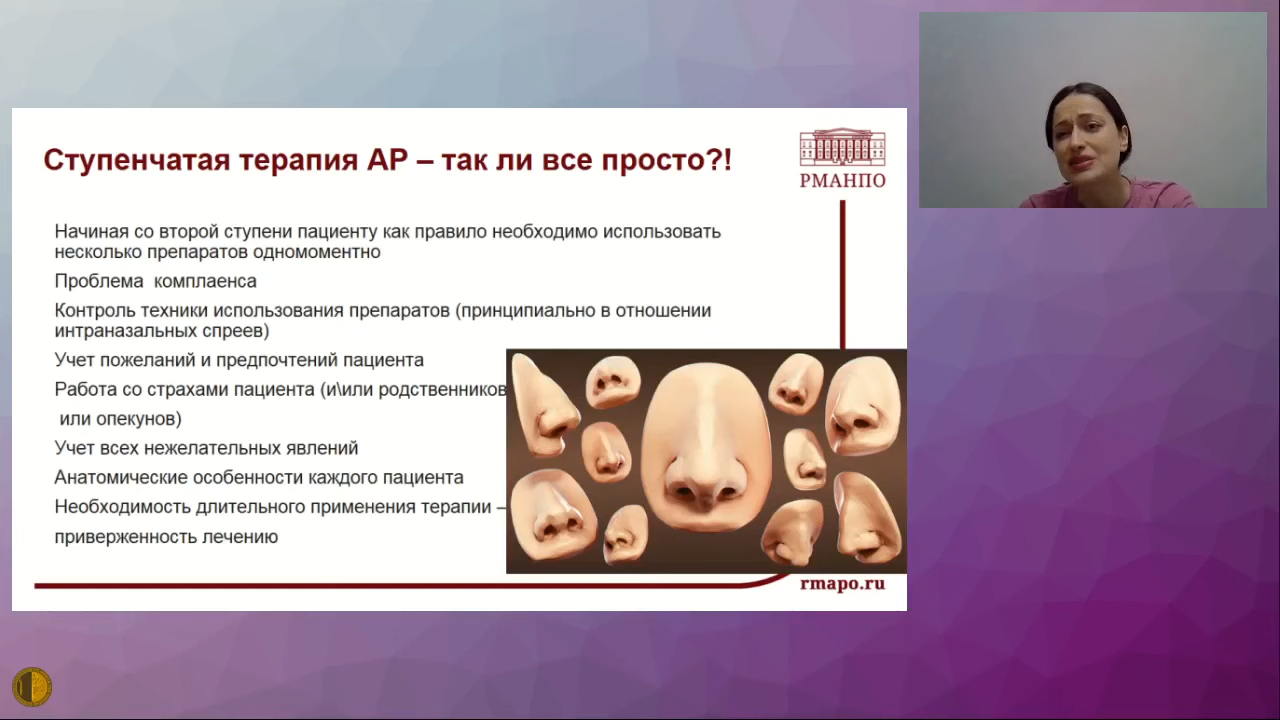 Ступенчатая терапия АР – так ли все просто?!
РМАНПО
Начиная со второй ступени пациенту как правило необходимо использовать
несколько препаратов одномоментно
Проблема  комплаенса
Контроль техники использования препаратов (принципиально в отношении
интраназальных спреев)
Учет пожеланий и предпочтений пациента
Работа со страхами пациента (и\или родственников
или опекунов)
Учет всех нежелательных явлений
Анатомические особенности каждого пациента
Необходимость длительного применения терапии –
приверженность лечению
rmapo.ru